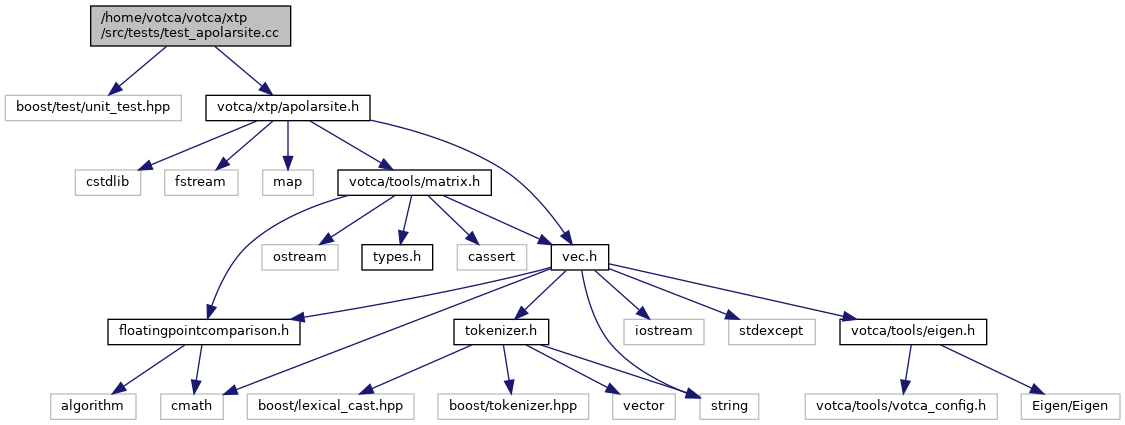 /home/votca/votca/xtp
/src/tests/test_apolarsite.cc
boost/test/unit_test.hpp
votca/xtp/apolarsite.h
cstdlib
fstream
map
votca/tools/matrix.h
ostream
types.h
cassert
vec.h
floatingpointcomparison.h
tokenizer.h
iostream
stdexcept
votca/tools/eigen.h
algorithm
cmath
boost/lexical_cast.hpp
boost/tokenizer.hpp
vector
string
votca/tools/votca_config.h
Eigen/Eigen